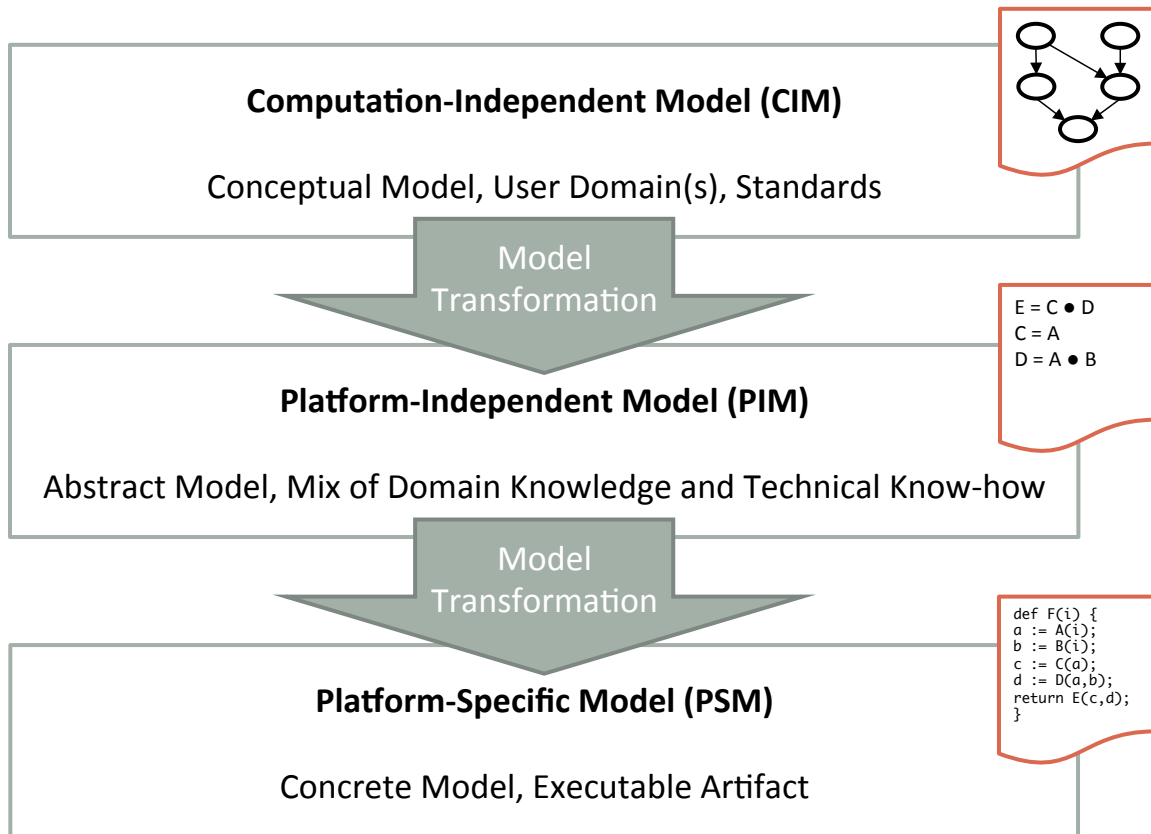 Computation-Independent Model (CIM)
Conceptual Model, User Domain(s), Standards
Model
Transformation
E = C ● D
C = A
D = A ● B
Platform-Independent Model (PIM)
Abstract Model, Mix of Domain Knowledge and Technical Know-how
Model
Transformation
def F(i) {
a := A(i);
b := B(i);
c := C(a);
d := D(a,b);
return E(c,d);
}
Platform-Specific Model (PSM)
Concrete Model, Executable Artifact